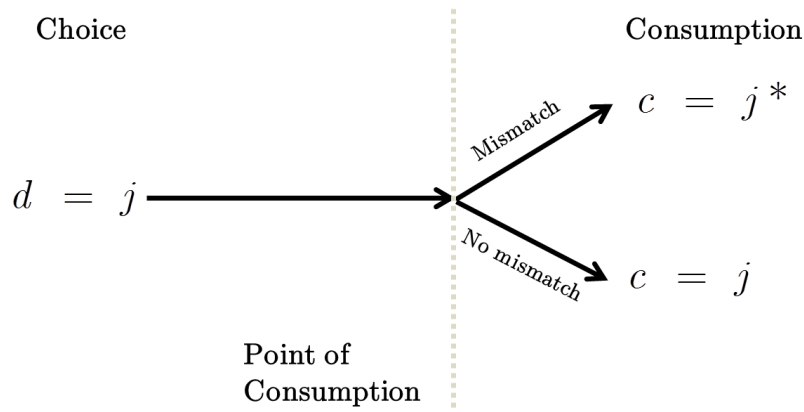 Choice
Consumption
Mismatch
c = j*
d = j
No mismatch
c = j
Point of
Consumption